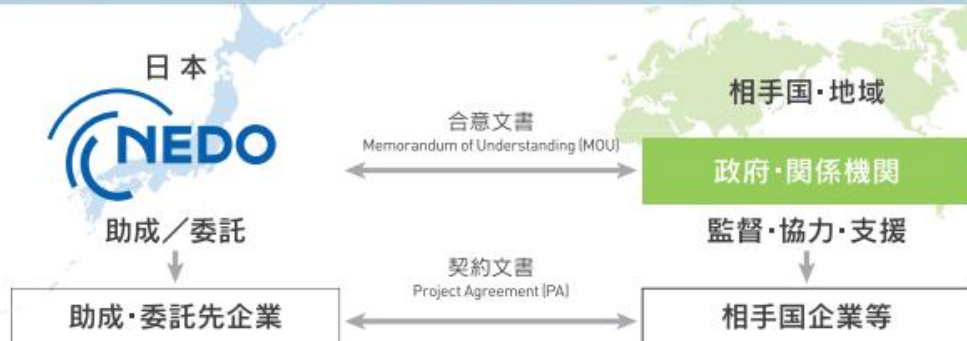 日本
NEDO
合意文書
Memorandum of Understanding (MOU)
相手国・地域
政府・関係機関
助成／委託
監督・協力・支援
契約文書
Project Agreement (PA)
助成・委託先企業
相手国企業等